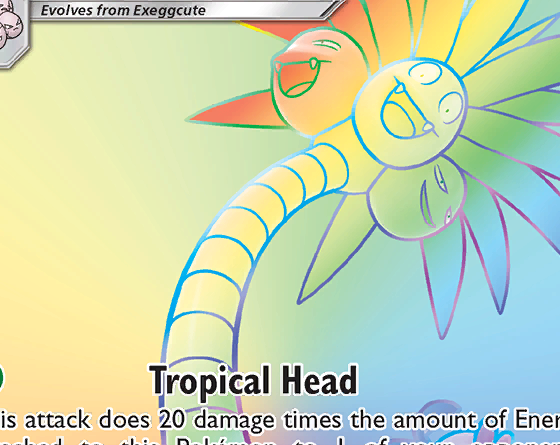 Evolves from Exeggcute
Tropical Head
is attack does 20 damage times the amount of Ener